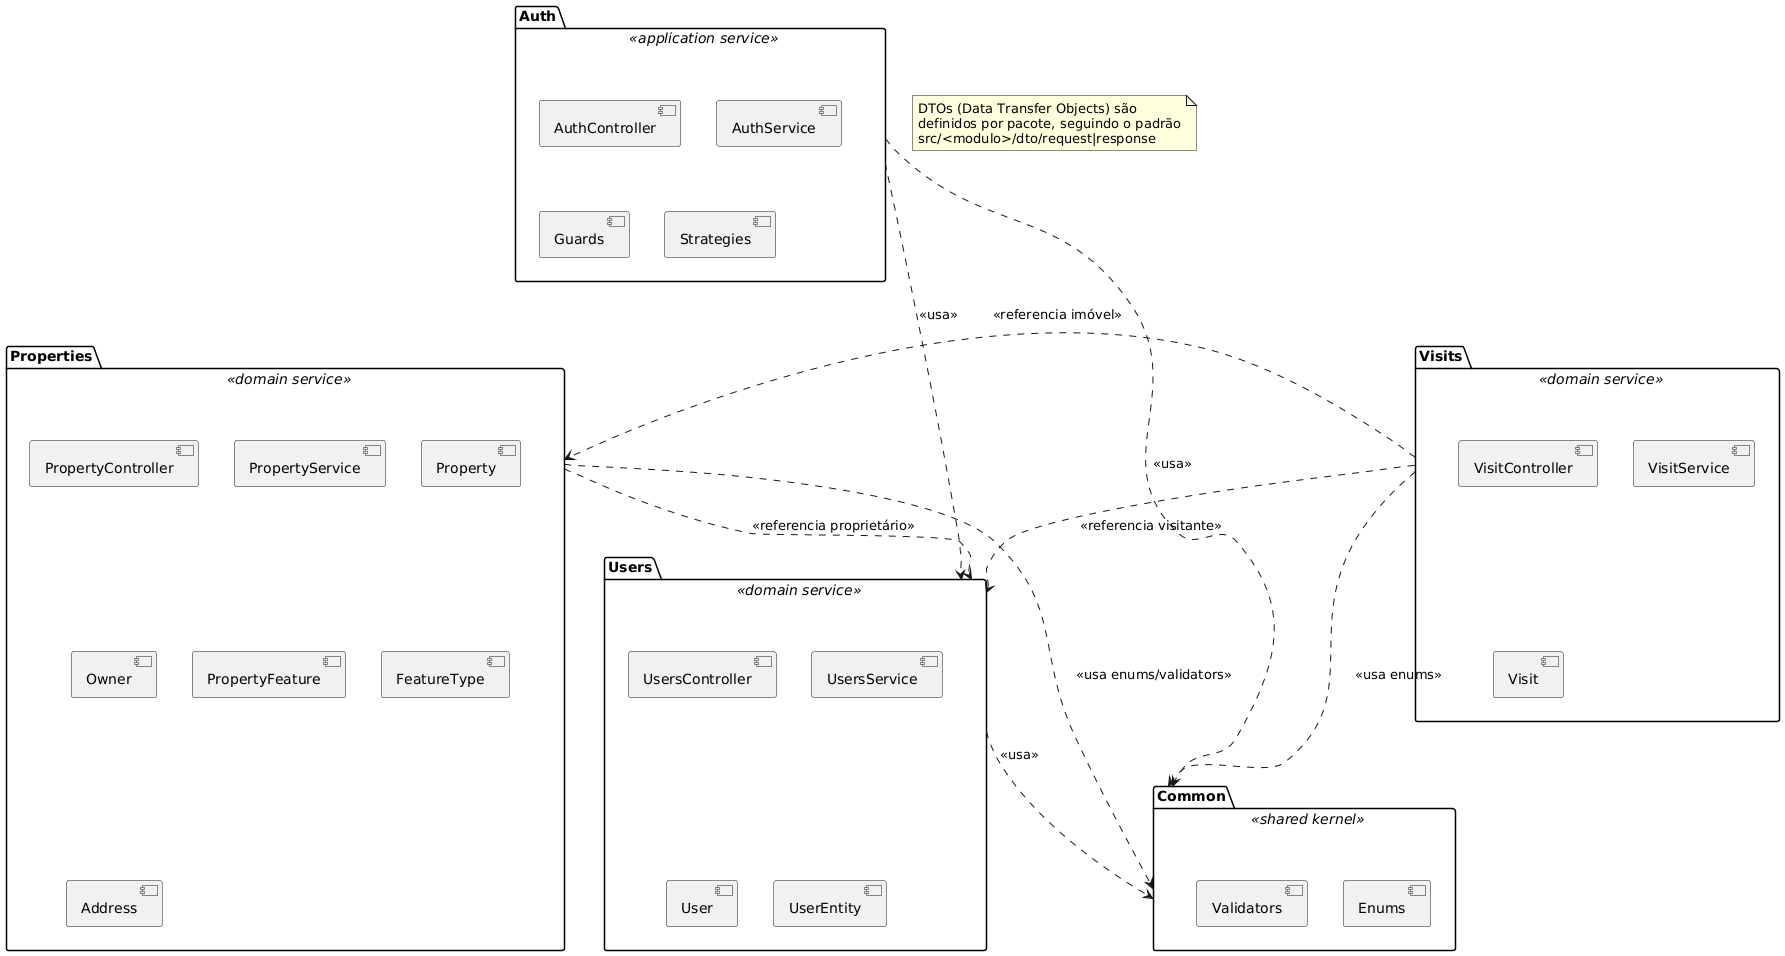 Auth
«application service»
AuthController
AuthService
Guards
Strategies
DTOs (Data Transfer Objects) são
definidos por pacote, seguindo o padrão
src/<modulo>/dto/request|response
«usa»
«referencia imóvel»
Properties
«domain service»
PropertyController
PropertyService
Property
Owner
PropertyFeature
FeatureType
Address
Visits
«domain service»
VisitController
VisitService
Visit
«usa»
«referencia proprietário»
«referencia visitante»
Users
«domain service»
UsersController
UsersService
User
UserEntity
«usa enums/validators»
«usa enums»
«usa»
Common
«shared kernel»
Validators
Enums